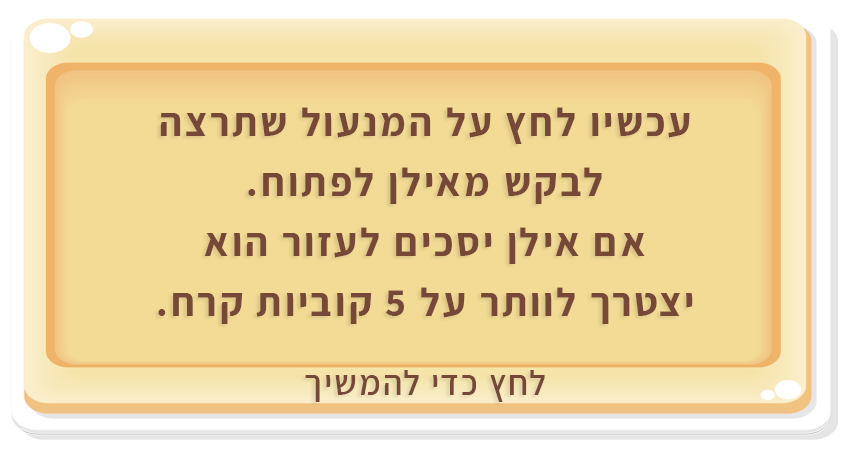 עכשיו לחץ על המנעול שתרצה
לבקש מאילן לפתוח.
אם אילן יסכים לעזור הוא
יצטרך לוותר על 5 קוביות קרח.
לחץ כדי להמשיך